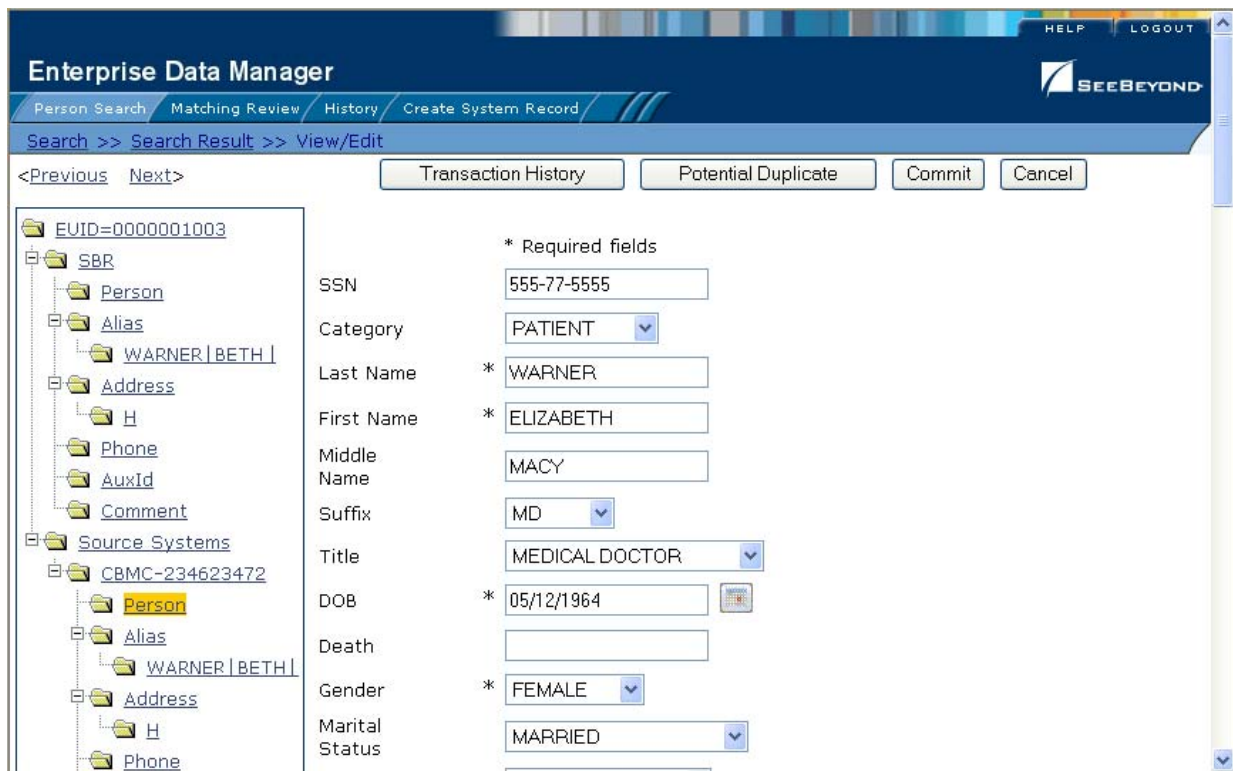 HELP LOGOUT
Enterprise Data Manager
SEEBEYOND
Person Search Matching Review History Create System Record
Search >> Search Result >> View/Edit
<Previous Next> Transaction History Potential Duplicate Commit Cancel
EUID=0000001003
SBR
Person
Alias
WARNER|BETH |
Address
H
Phone
AuxId
Comment
Source Systems
CBMC-234623472
Person
Alias
WARNER|BETH|
Address
H
Phone
* Required fields
SSN 555-77-5555
Category PATIENT
Last Name * WARNER
First Name * ELIZABETH
Middle
Name MACY
Suffix MD
Title MEDICAL DOCTOR
DOB * 05/12/1964
Death
Gender * FEMALE
Marital
Status MARRIED